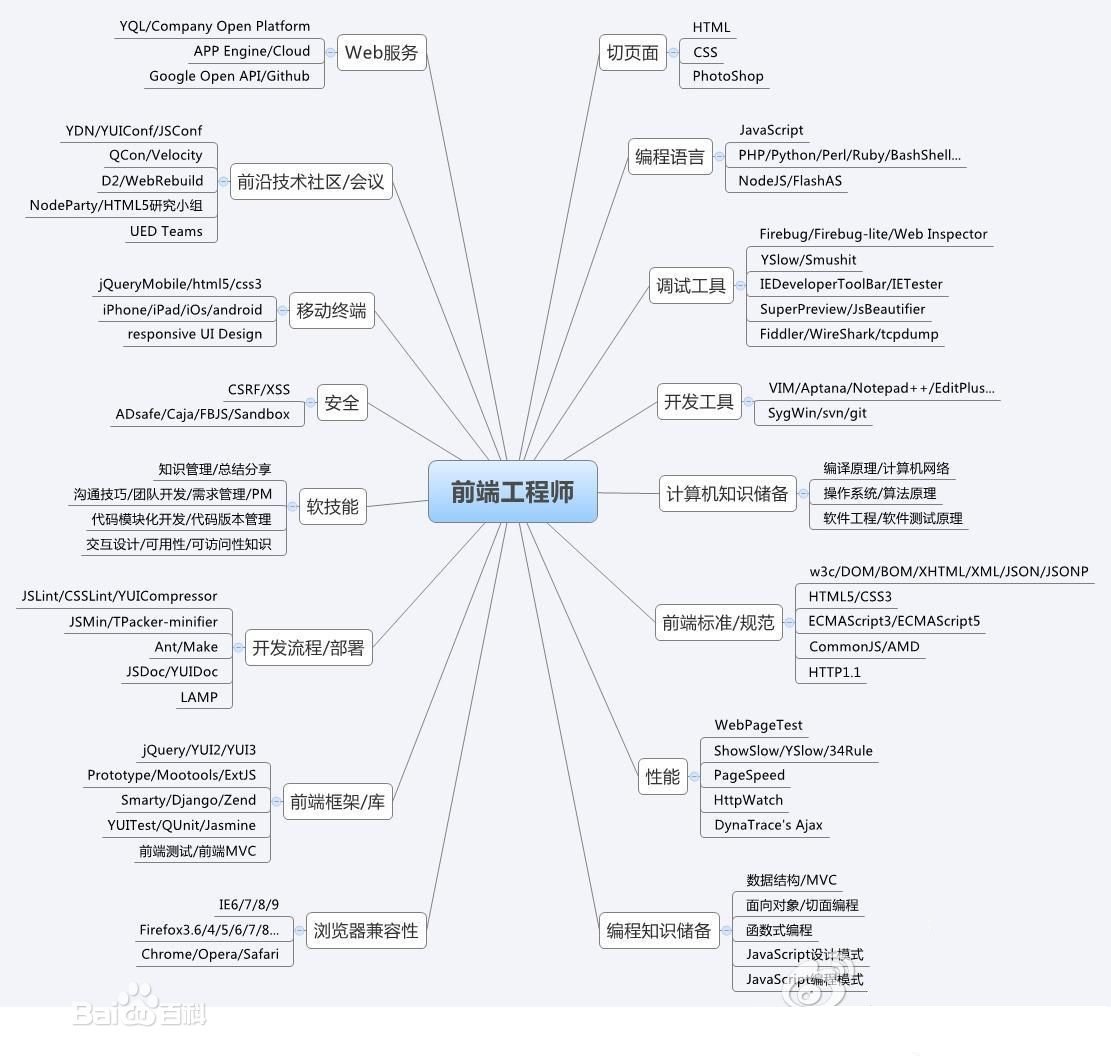 前端工程师
Web服务
YQL/Company Open Platform
APP Engine/Cloud
Google Open API/Github
前沿技术社区/会议
YDN/YUIConf/JSConf
QCon/Velocity
D2/WebRebuild
NodeParty/HTML5研究小组
UED Teams
移动终端
jQueryMobile/html5/css3
iPhone/iPad/iOs/android
responsive UI Design
安全
CSRF/XSS
ADsafe/Caja/FBJS/Sandbox
软技能
知识管理/总结分享
沟通技巧/团队开发/需求管理/PM
代码模块化开发/代码版本管理
交互设计/可用性/可访问性知识
开发流程/部署
JSLint/CSSLint/YUICompressor
JSMin/TPacker-minifier
Ant/Make
JSDoc/YUIDoc
LAMP
前端框架/库
jQuery/YUI2/YUI3
Prototype/Mootools/ExtJS
Smarty/Django/Zend
YUITest/QUnit/Jasmine
前端测试/前端MVC
浏览器兼容性
IE6/7/8/9
Firefox3.6/4/5/6/7/8...
Chrome/Opera/Safari
切页面
HTML
CSS
PhotoShop
编程语言
JavaScript
PHP/Python/Perl/Ruby/BashShell...
NodeJS/FlashAS
调试工具
Firebug/Firebug-lite/Web Inspector
YSlow/Smushit
IEDeveloperToolBar/IETester
SuperPreview/JsBeautifier
Fiddler/WireShark/tcpdump
开发工具
VIM/Aptana/Notepad++/EditPlus...
SygWin/svn/git
计算机知识储备
编译原理/计算机网络
操作系统/算法原理
软件工程/软件测试原理
前端标准/规范
w3c/DOM/BOM/XHTML/XML/JSON/JSONP
HTML5/CSS3
ECMAScript3/ECMAScript5
CommonJS/AMD
HTTP1.1
性能
WebPageTest
ShowSlow/YSlow/34Rule
PageSpeed
HttpWatch
DynaTrace's Ajax
编程知识储备
数据结构/MVC
面向对象/切面编程
函数式编程
JavaScript设计模式
JavaScript编程模式
Baidu百科